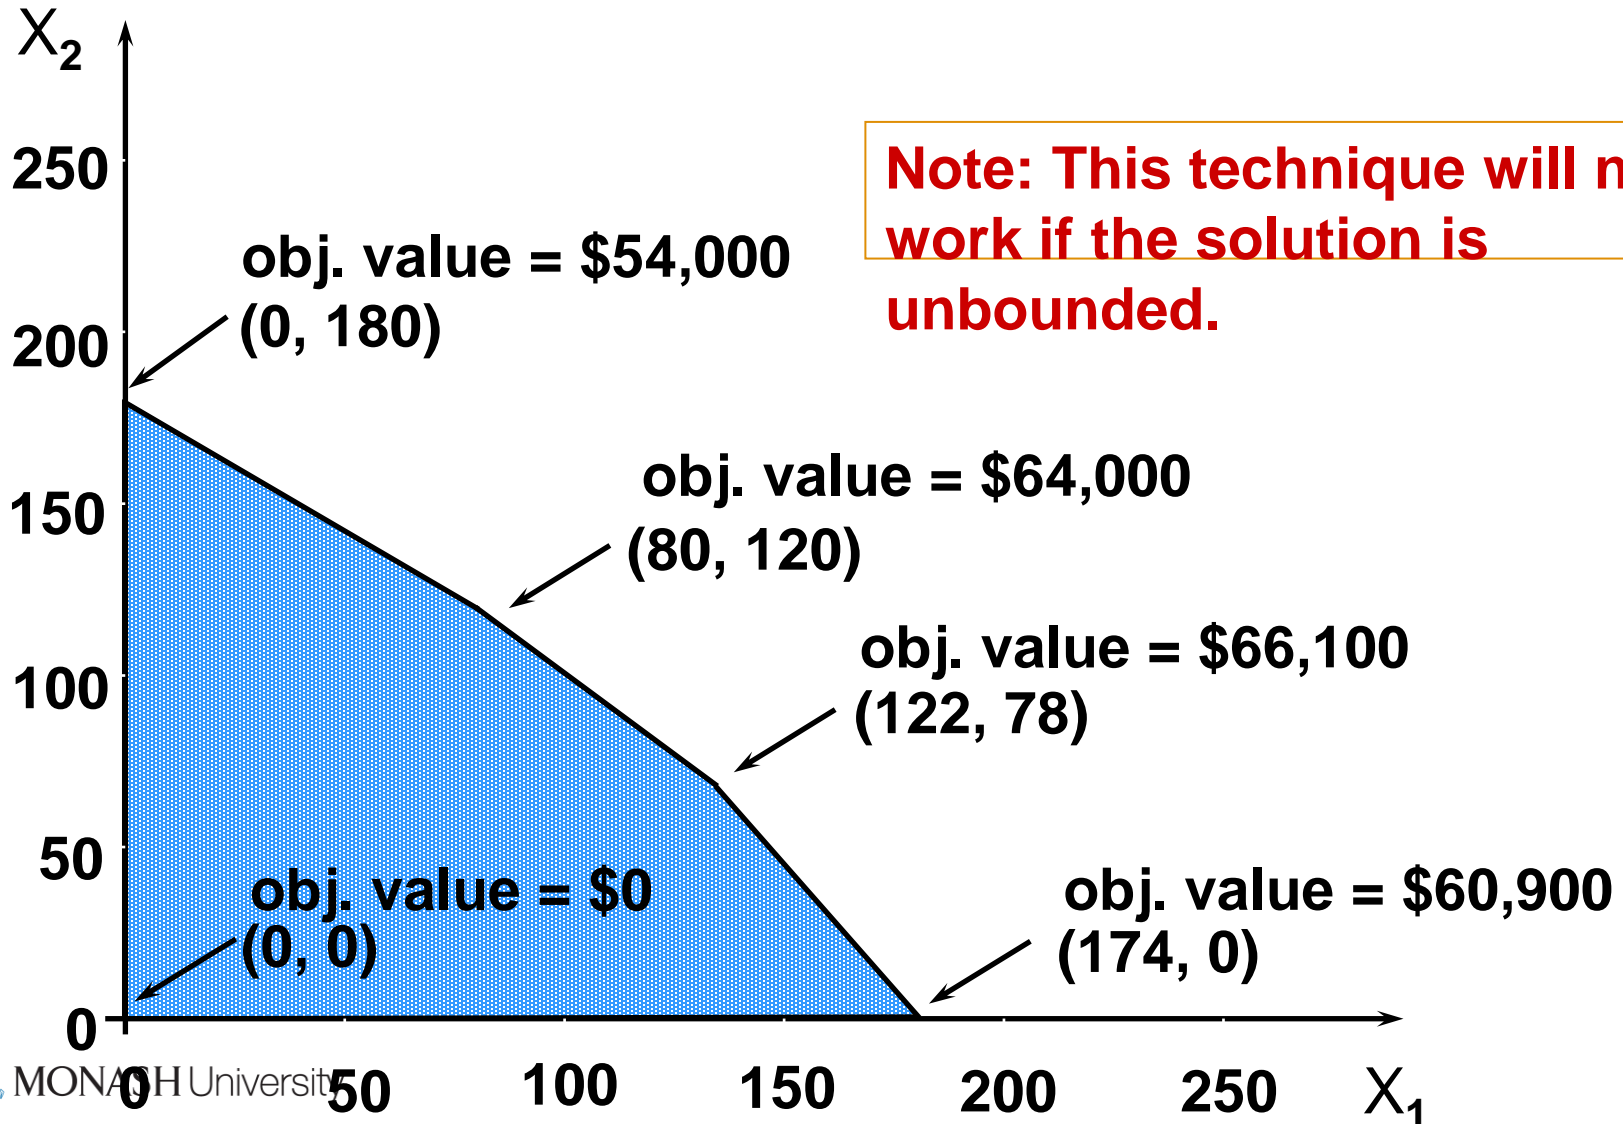 X2
250
200
150
100
50
0
Note: This technique will n
work if the solution is
unbounded.
obj. value = $54,000
(0, 180)
obj. value = $64,000
(80, 120)
obj. value = $66,100
(122, 78)
obj. value = $0
(0, 0)
obj. value = $60,900
(174, 0)
0 50 100 150 200 250 X1
MONASH University